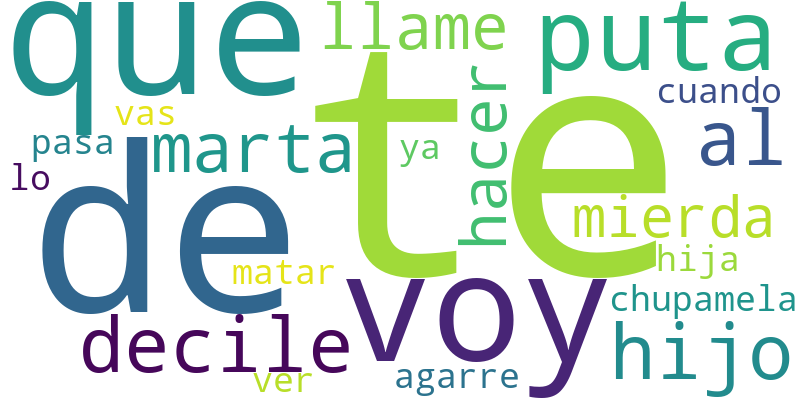 que
llame
puta
te
hacer
cuando
vas
al
pasa
marta
ya
lo
de
mierda
hija
matar
voy
chupamela
decile
hijo
ver
agarre